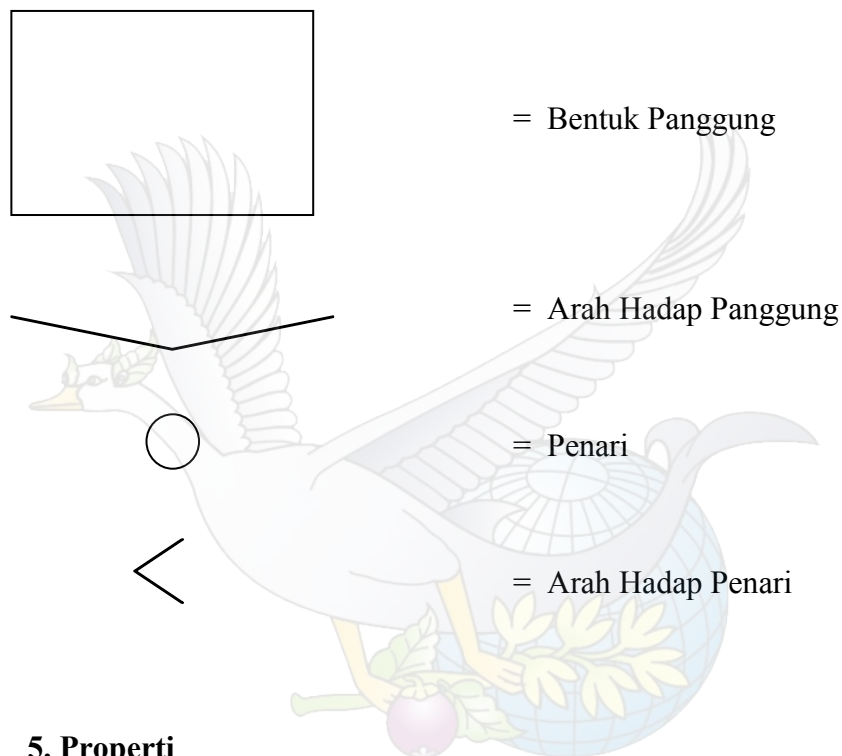 = Bentuk Panggung
= Arah Hadap Panggung
= Penari
= Arah Hadap Penari
5. Properti